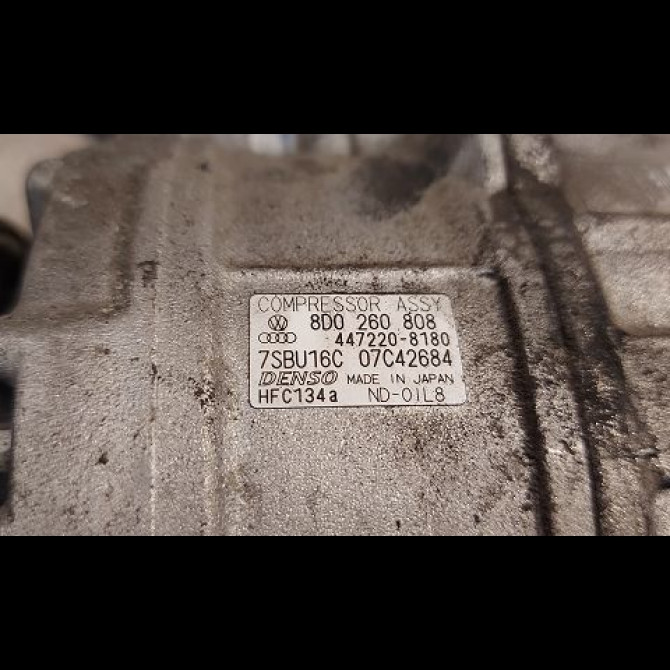 COMPRESSOR ASSY
8D0 260 808
447220-8180
7SBU16C 07C42684
DENSO MADE IN JAPAN
HFC134a ND-OIL8